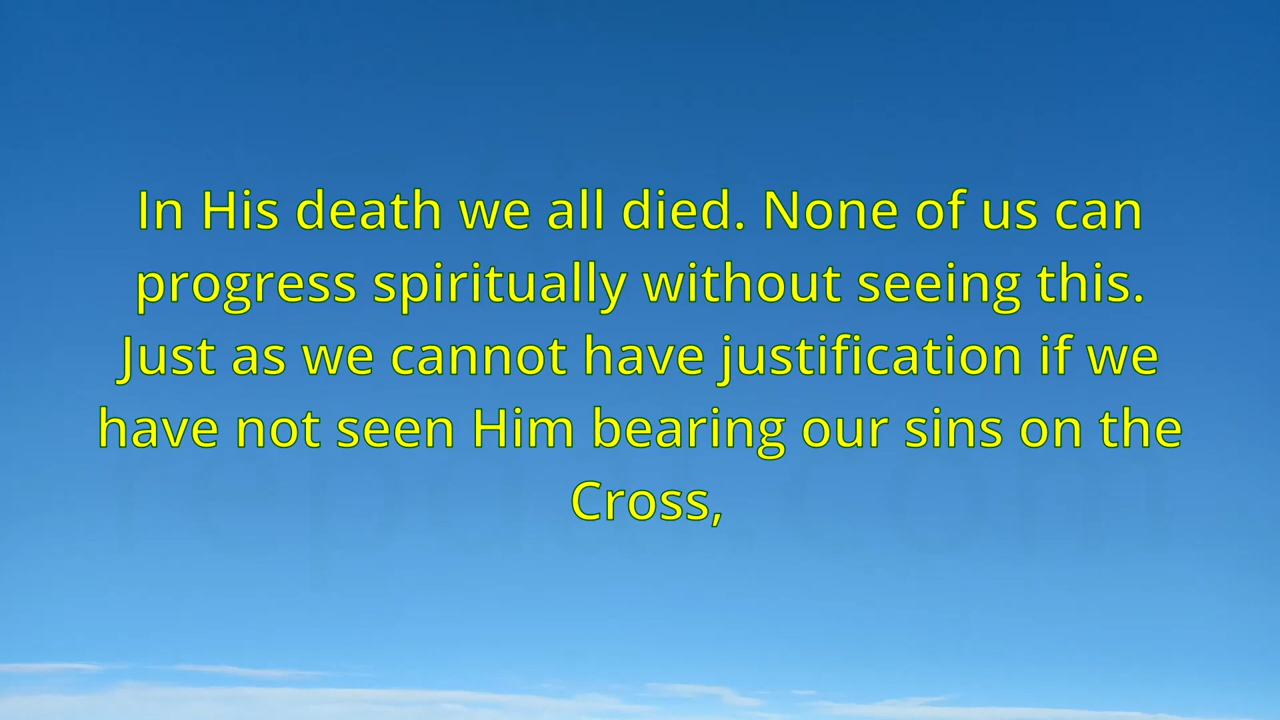 In His death we all died. None of us can
progress spiritually without seeing this.
Just as we cannot have justification if we
have not seen Him bearing our sins on the
Cross,